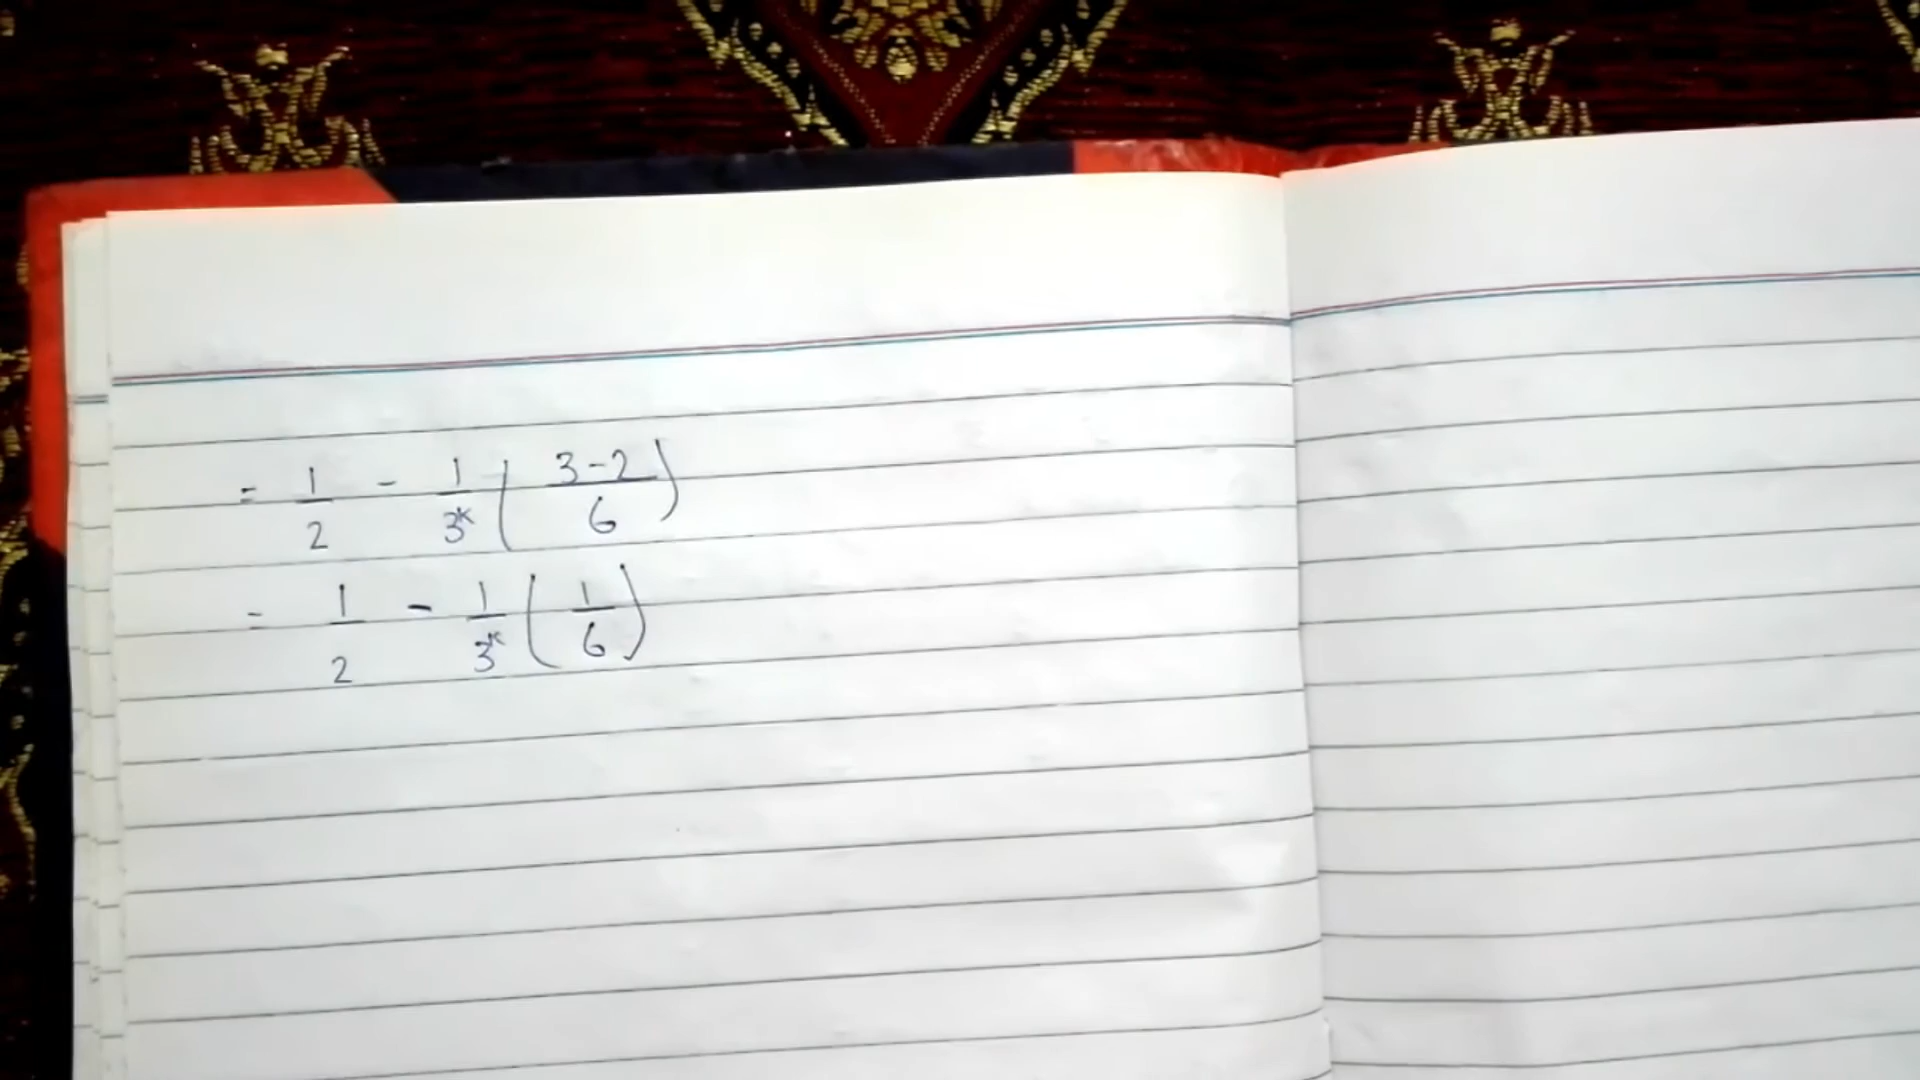 = 1/2 - 1/3^k ( 3-2/6 )
= 1/2 - 1/3^k ( 1/6 )